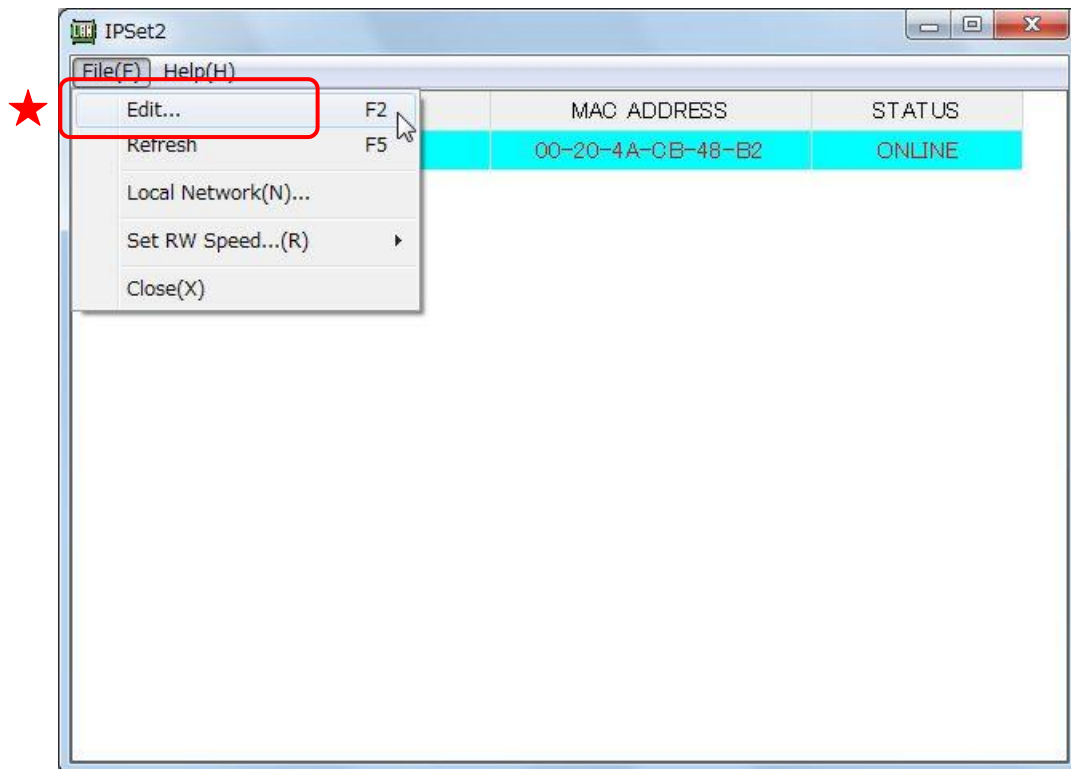 IPSet2
File(F) Help(H)
Edit... F2
Refresh F5
Local Network(N)...
Set RW Speed...(R)
Close(X)
MAC ADDRESS STATUS
00-20-4A-CB-48-B2 ONLINE